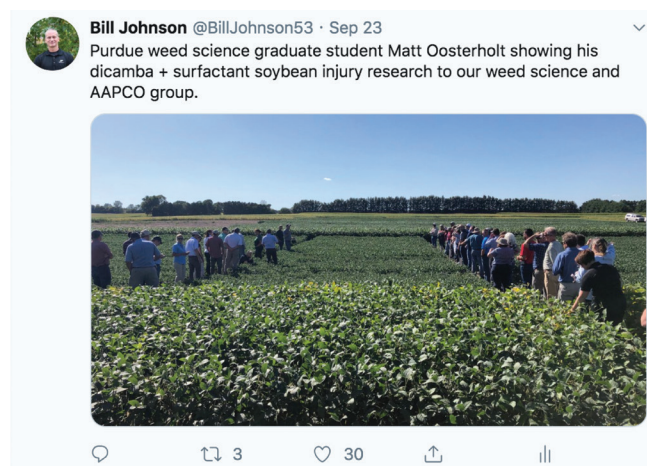 Bill Johnson @BillJohnson53 · Sep 23
Purdue weed science graduate student Matt Oosterholt showing his
dicamba + surfactant soybean injury research to our weed science and
AAPCO group.
3 30